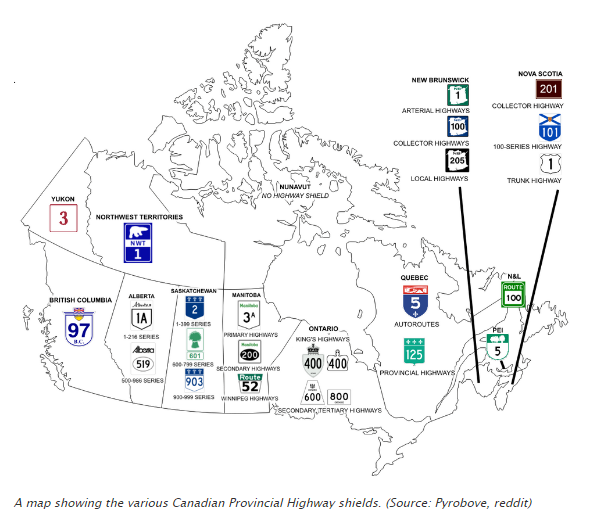 NEW BRUNSWICK
1
ARTERIAL HIGHWAYS
100
COLLECTOR HIGHWAYS
205
LOCAL HIGHWAYS
NOVA SCOTIA
201
COLLECTOR HIGHWAY
101
100-SERIES HIGHWAY
1
TRUNK HIGHWAY
NUNAVUT
NO HIGHWAY SHIELD
YUKON
3
NORTHWEST TERRITORIES
NWT
1
BRITISH COLUMBIA
97
B.C.
ALBERTA
Alberta
1A
1-216 SERIES
Alberta
519
500-986 SERIES
SASKATCHEWAN
2
1-399 SERIES
601
600-799 SERIES
903
900-999 SERIES
MANITOBA
Manitoba
3A
PRIMARY HIGHWAYS
Manitoba
200
SECONDARY HIGHWAYS
Route
52
WINNIPEG HIGHWAYS
ONTARIO
KING'S HIGHWAYS
400
400
600
800
SECONDARY, TERTIARY HIGHWAYS
QUEBEC
5
AUTOROUTES
125
PROVINCIAL HIGHWAYS
N&L
ROUTE
100
PEI
5
A map showing the various Canadian Provincial Highway shields. (Source: Pyrobove, reddit)